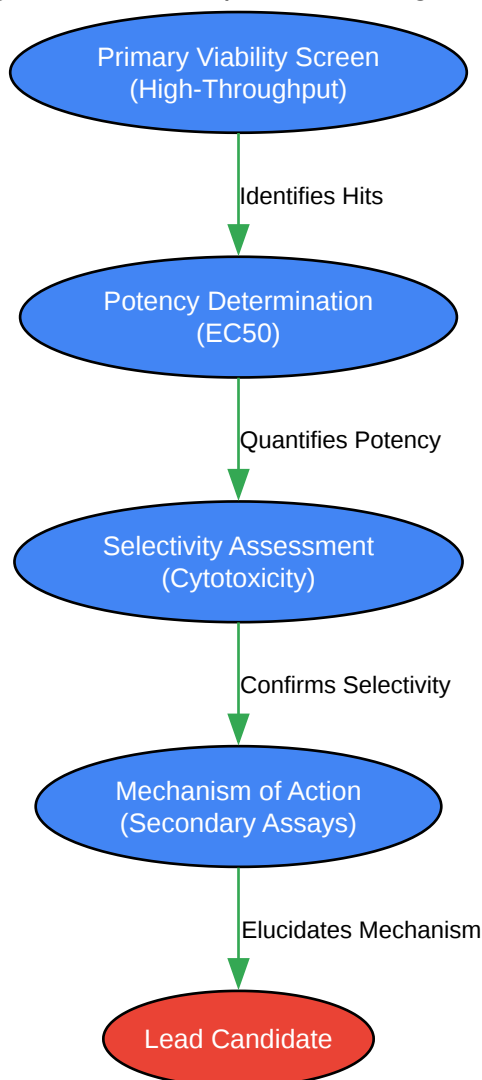 Primary Viability Screen
(High-Throughput)
Identifies Hits
Potency Determination
(EC50)
Quantifies Potency
Selectivity Assessment
(Cytotoxicity)
Confirms Selectivity
Mechanism of Action
(Secondary Assays)
Elucidates Mechanism
Lead Candidate